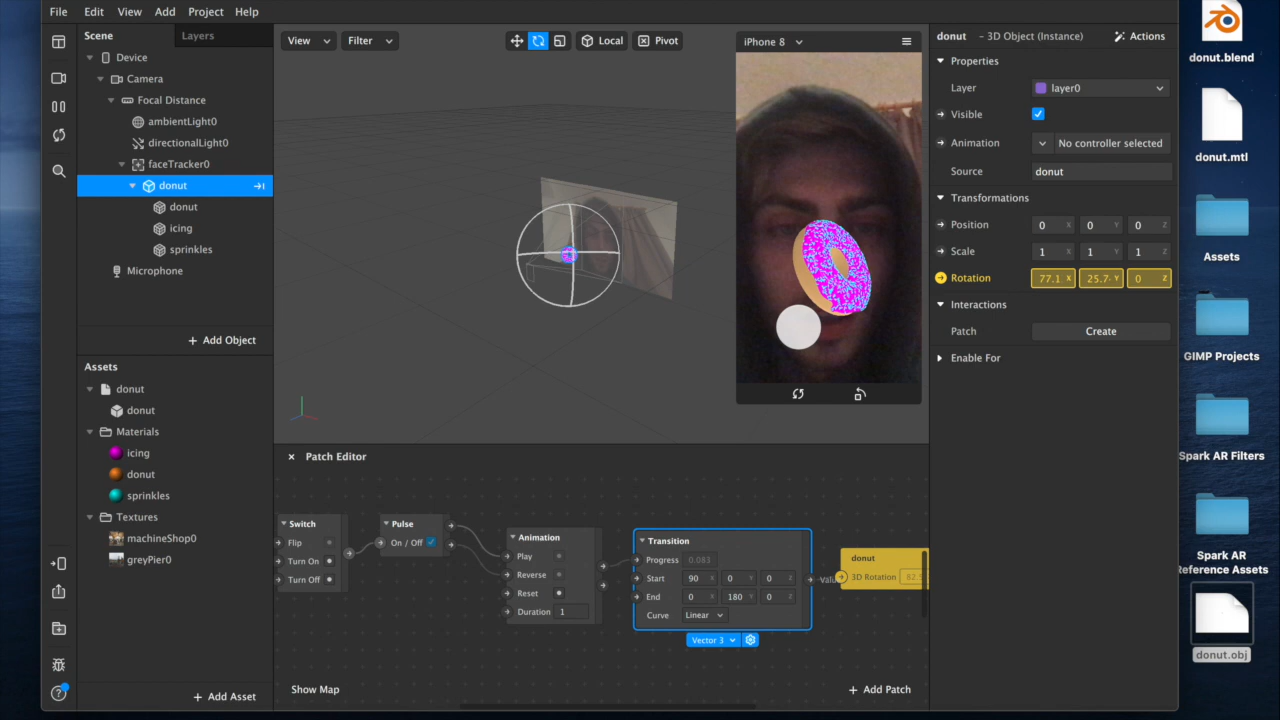 File Edit View Add Project Help
Scene Layers
Device
Camera
Focal Distance
ambientLight0
directionalLight0
faceTracker0
donut
donut
icing
sprinkles
Microphone
+ Add Object
Assets
donut
donut
Materials
icing
donut
sprinkles
Textures
machineShop0
greyPier0
+ Add Asset
View Filter Local Pivot
iPhone 8
× Patch Editor
Switch
Flip
Turn On
Turn Off
Pulse
On / Off
Animation
Play
Reverse
Reset
Duration 1
Transition
Progress 0.083
Start 90 X 0 Y 0 Z
End 0 X 180 Y 0 Z
Curve Linear
Vector 3
donut
3D Rotation
Show Map
+ Add Patch
donut – 3D Object (Instance) Actions
Properties
Layer layer0
Visible
Animation No controller selected
Source donut
Transformations
Position 0 X 0 Y 0 Z
Scale 1 X 1 Y 1 Z
Rotation 77.1 X 25.7 Y 0 Z
Interactions
Patch Create
Enable For
donut.blend
donut.mtl
Assets
GIMP Projects
Spark AR Filters
Spark AR
Reference Assets
donut.obj